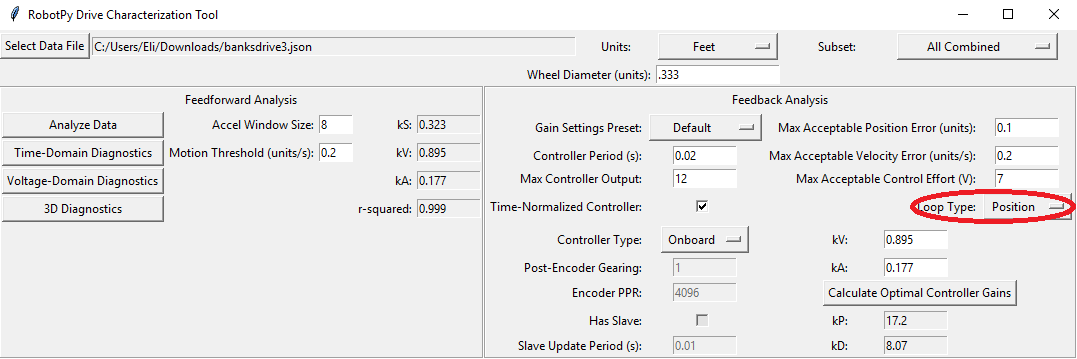 RobotPy Drive Characterization Tool
Select Data File C:/Users/Eli/Downloads/banksdrive3.json Units: Feet Subset: All Combined
Wheel Diameter (units): .333
Feedforward Analysis
Analyze Data Accel Window Size: 8 kS: 0.323
Time-Domain Diagnostics Motion Threshold (units/s): 0.2 kV: 0.895
Voltage-Domain Diagnostics kA: 0.177
3D Diagnostics r-squared: 0.999
Feedback Analysis
Gain Settings Preset: Default Max Acceptable Position Error (units): 0.1
Controller Period (s): 0.02 Max Acceptable Velocity Error (units/s): 0.2
Max Controller Output: 12 Max Acceptable Control Effort (V): 7
Time-Normalized Controller: Loop Type: Position
Controller Type: Onboard kV: 0.895
Post-Encoder Gearing: 1 kA: 0.177
Encoder PPR: 4096 Calculate Optimal Controller Gains
Has Slave: kP: 17.2
Slave Update Period (s): 0.01 kD: 8.07